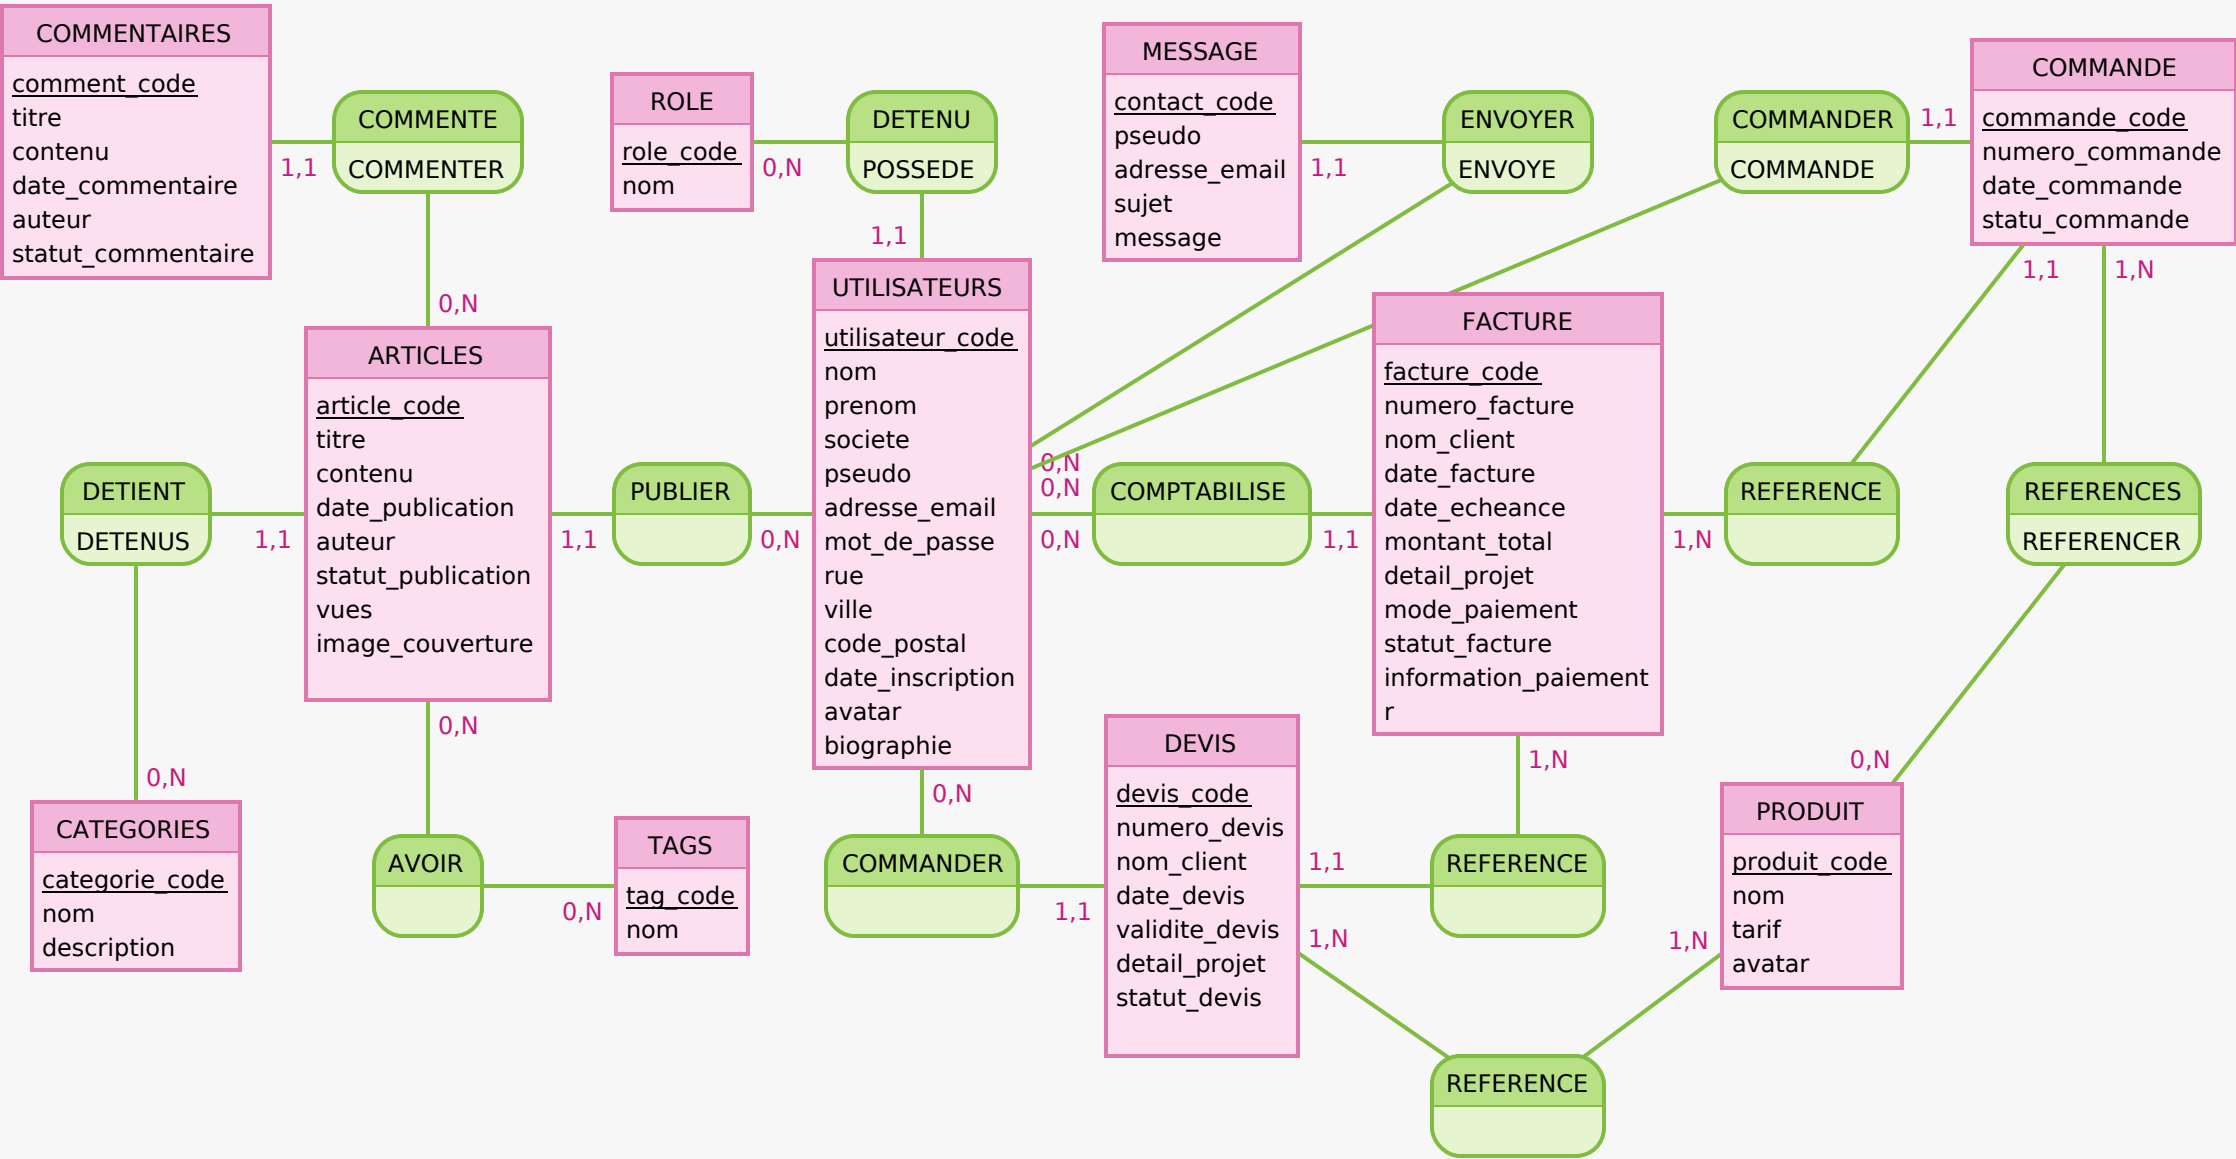 COMMENTAIRES
comment_code
titre
contenu
date_commentaire
auteur
statut_commentaire
1,1
COMMENTE
COMMENTER
0,N
ROLE
role_code
nom
0,N
DETENU
POSSEDE
1,1
MESSAGE
contact_code
pseudo
adresse_email
sujet
message
1,1
ENVOYER
ENVOYE
COMMANDER
COMMANDE
1,1
COMMANDE
commande_code
numero_commande
date_commande
statu_commande
1,1
1,N
ARTICLES
article_code
titre
contenu
date_publication
auteur
statut_publication
vues
image_couverture
DETIENT
DETENUS
1,1
0,N
1,1
PUBLIER
0,N
UTILISATEURS
utilisateur_code
nom
prenom
societe
pseudo
adresse_email
mot_de_passe
rue
ville
code_postal
date_inscription
avatar
biographie
0,N
0,N
0,N
COMPTABILISE
1,1
FACTURE
facture_code
numero_facture
nom_client
date_facture
date_echeance
montant_total
detail_projet
mode_paiement
statut_facture
information_paiement
r
1,N
REFERENCE
REFERENCES
REFERENCER
0,N
1,N
CATEGORIES
categorie_code
nom
description
0,N
AVOIR
0,N
TAGS
tag_code
nom
0,N
COMMANDER
1,1
DEVIS
devis_code
numero_devis
nom_client
date_devis
validite_devis
detail_projet
statut_devis
1,1
REFERENCE
1,N
PRODUIT
produit_code
nom
tarif
avatar
1,N
REFERENCE